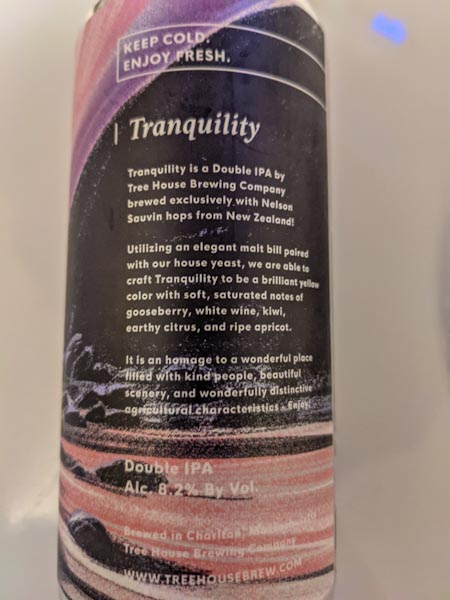 KEEP COLD.
ENJOY FRESH.
Tranquility
Tranquility is a Double IPA by
Tree House Brewing Company
brewed exclusively with Nelson
Sauvin hops from New Zealand!
Utilizing an elegant malt bill paired
with our house yeast, we are able to
craft Tranquility to be a brilliant yellow
color with soft, saturated notes of
gooseberry, white wine, kiwi,
earthy citrus, and ripe apricot.
It is an homage to a wonderful place
filled with kind people, beautiful
scenery, and wonderfully distinctive
agricultural characteristics - Enjoy!
Double IPA
Alc. 8.2% By Vol.
Brewed in Charlton, Massachusetts
Tree House Brewing Company
WWW.TREEHOUSEBREW.COM